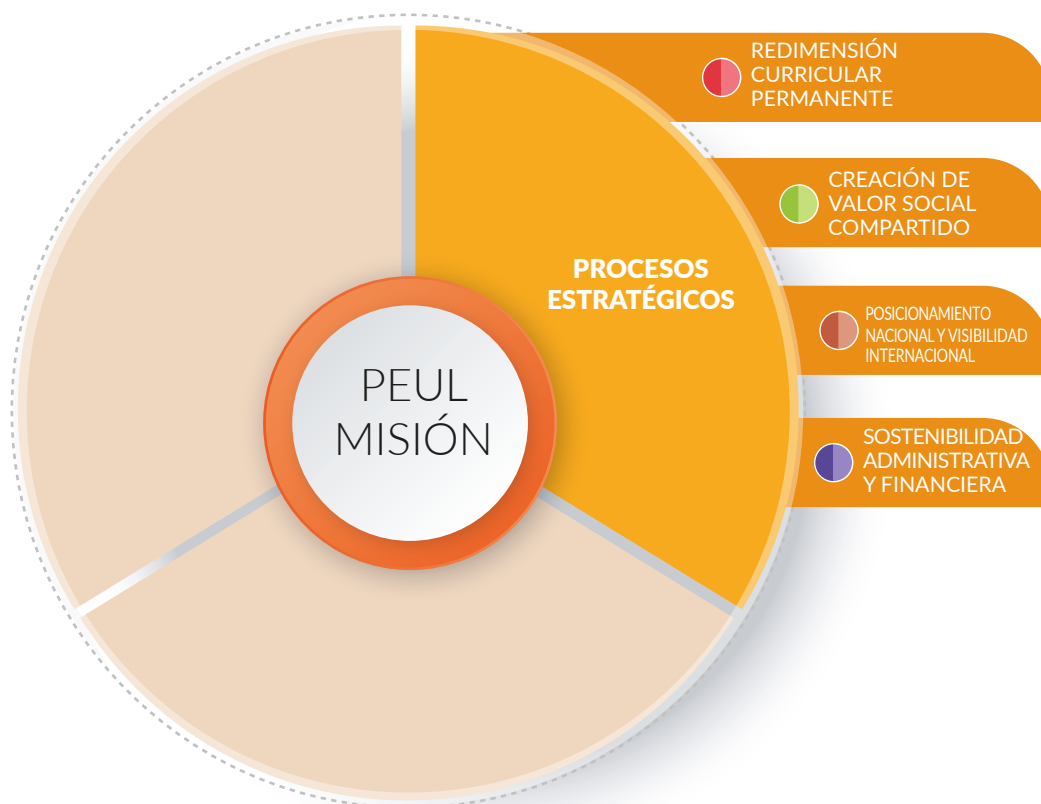 REDIMENSIÓN
CURRICULAR
PERMANENTE
CREACIÓN DE
VALOR SOCIAL
COMPARTIDO
PROCESOS
ESTRATÉGICOS
POSICIONAMIENTO
NACIONAL Y VISIBILIDAD
INTERNACIONAL
PEUL
MISIÓN
SOSTENIBILIDAD
ADMINISTRATIVA
Y FINANCIERA